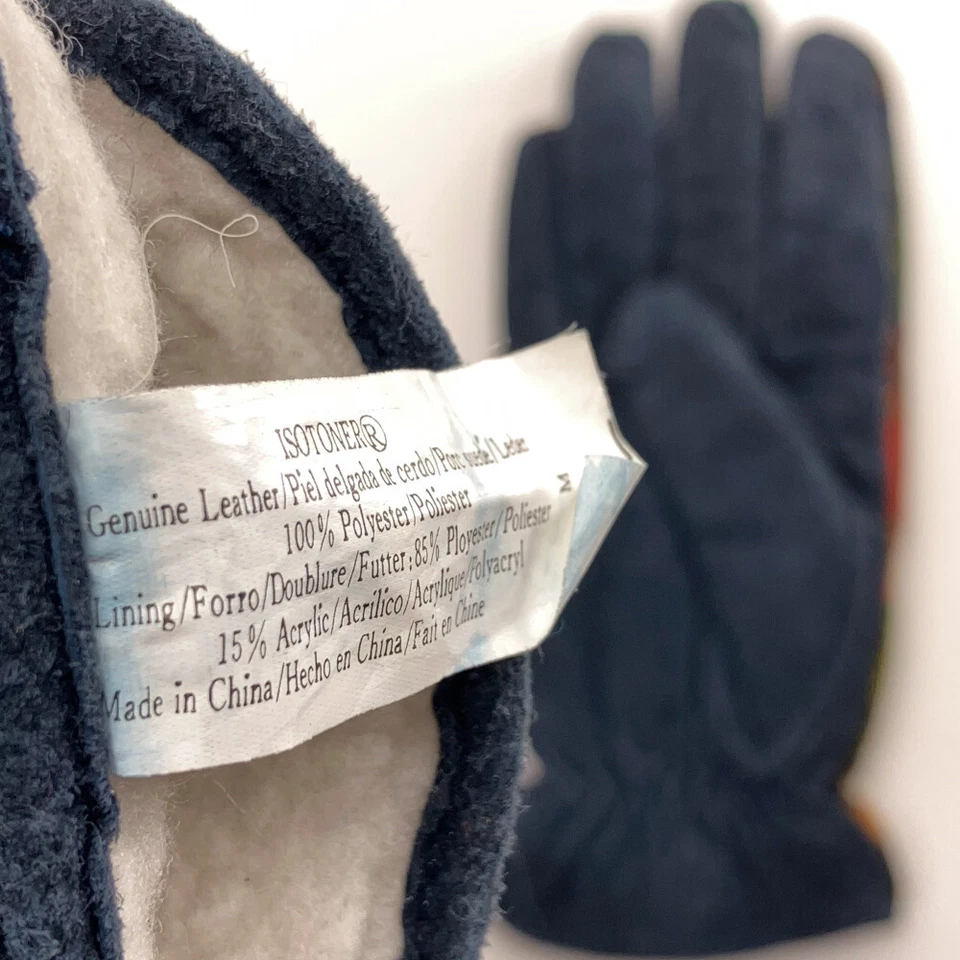 ISOTONER®
Genuine Leather/Piel delgada de cerdo/Porc suede/Leder
100% Polyester/Poliester
Lining/Forro/Doublure/Futter:85% Ployester/Poliester
15% Acrylic/Acrilico/Acrylique/Polyacryl
Made in China/Hecho en China/Fait en Chine
M